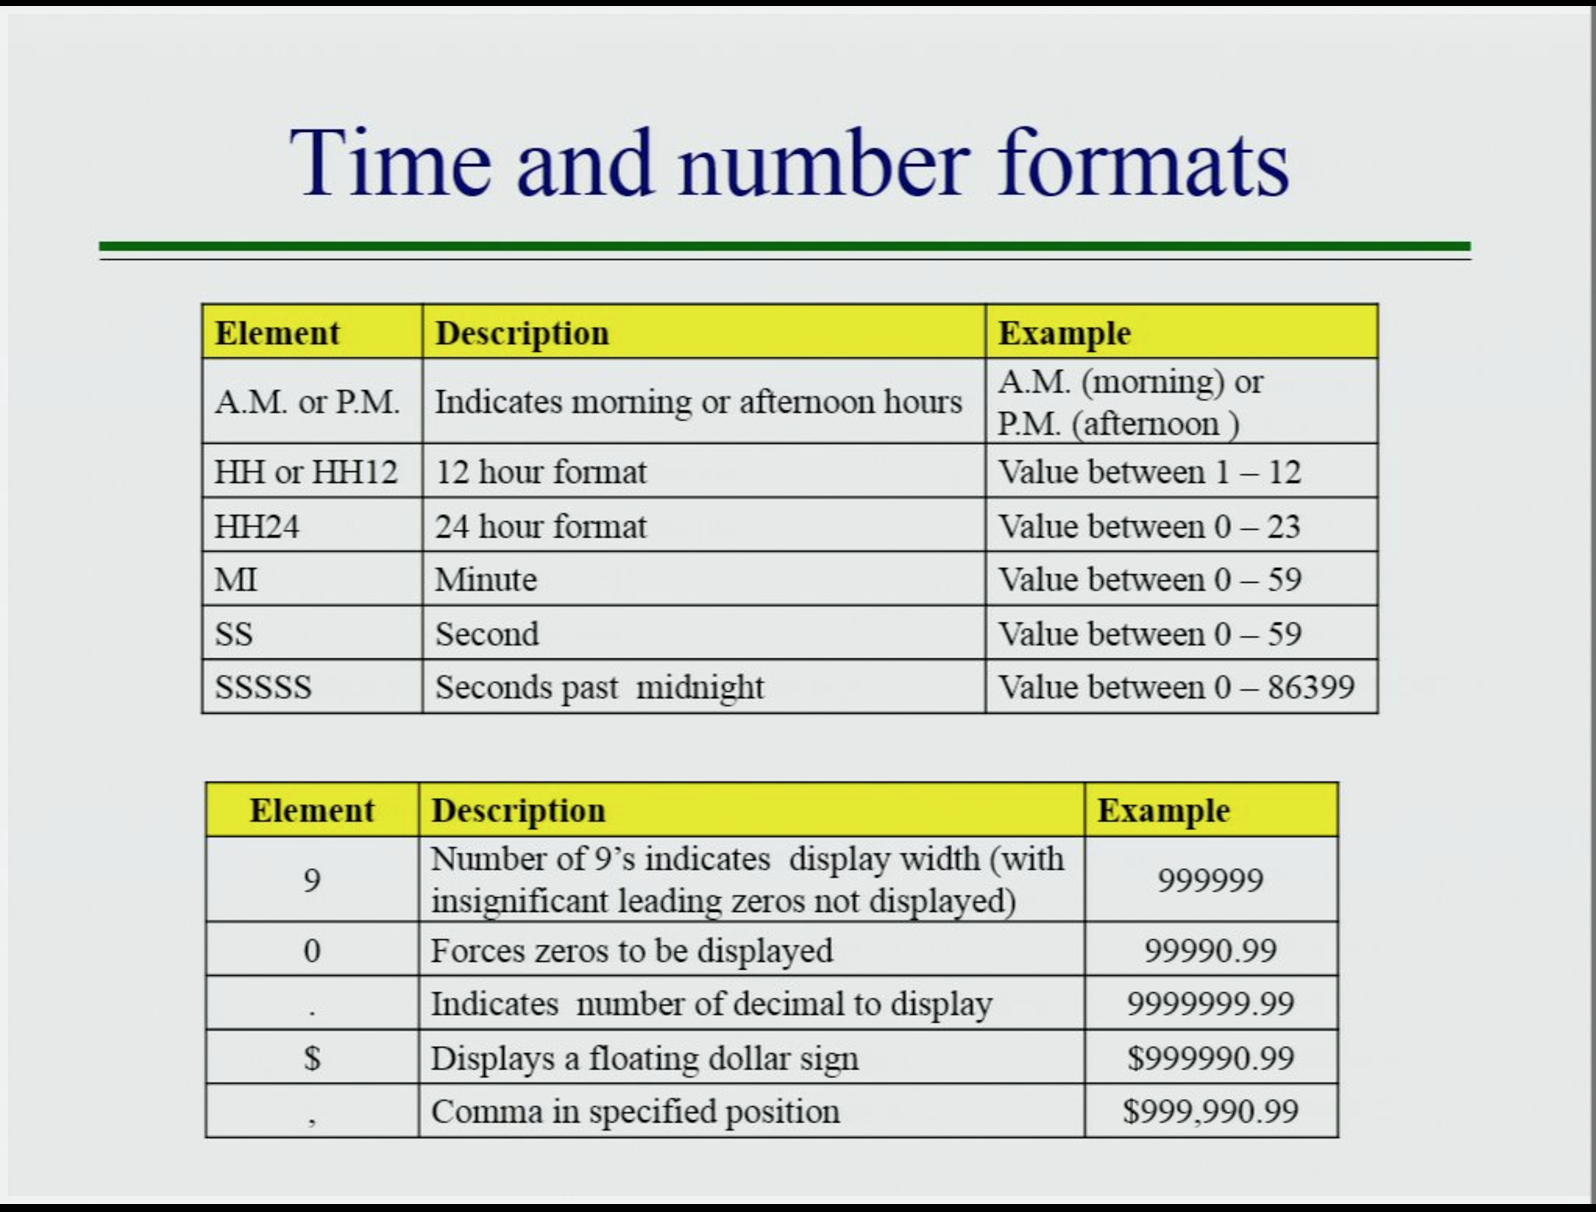 Time and number formats
Element Description Example
A.M. or P.M. Indicates morning or afternoon hours A.M. (morning) or
P.M. (afternoon )
HH or HH12 12 hour format Value between 1 – 12
HH24 24 hour format Value between 0 – 23
MI Minute Value between 0 – 59
SS Second Value between 0 – 59
SSSSS Seconds past midnight Value between 0 – 86399
Element Description Example
9 Number of 9’s indicates display width (with
insignificant leading zeros not displayed) 999999
0 Forces zeros to be displayed 99990.99
. Indicates number of decimal to display 9999999.99
$ Displays a floating dollar sign $999990.99
, Comma in specified position $999,990.99